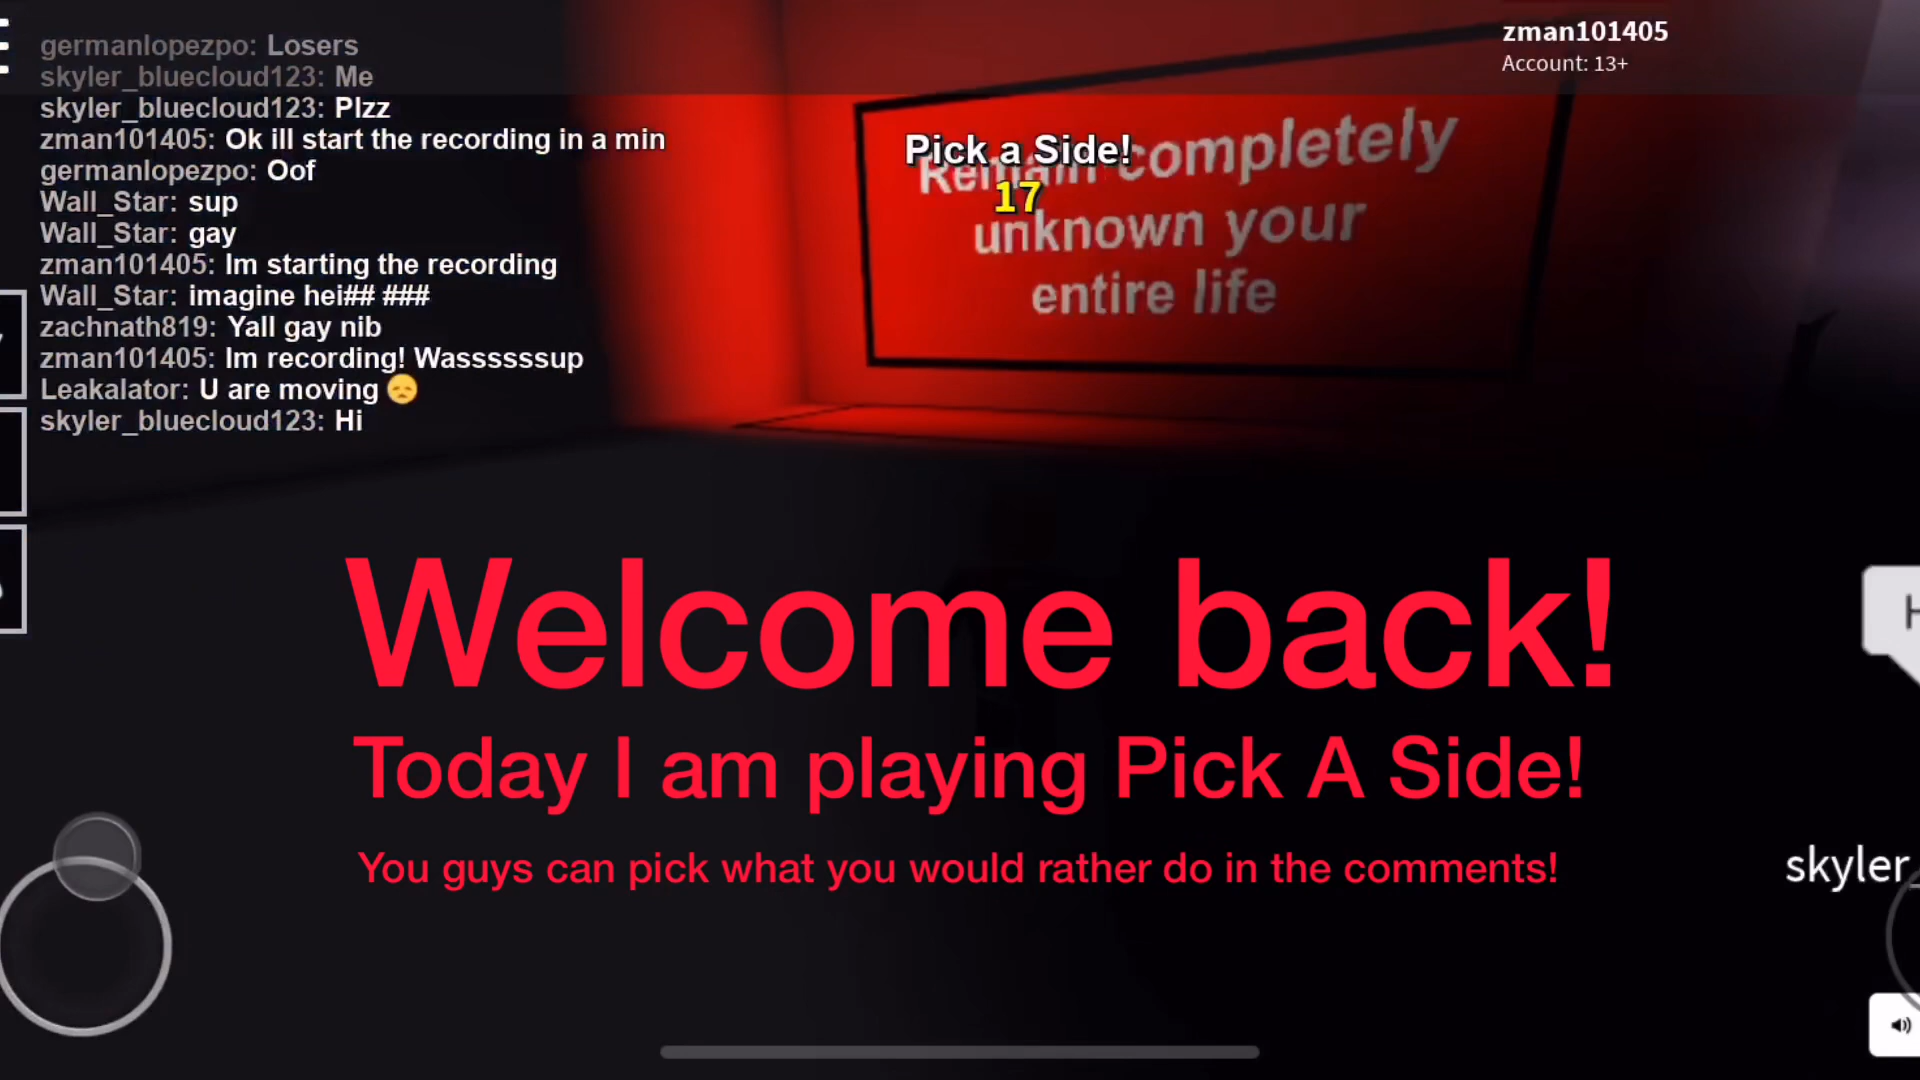 germanlopezpo: Losers
skyler_bluecloud123: Me
skyler_bluecloud123: Plzz
zman101405: Ok ill start the recording in a min
germanlopezpo: Oof
Wall_Star: sup
Wall_Star: gay
zman101405: Im starting the recording
Wall_Star: imagine hei## ###
zachnath819: Yall gay nib
zman101405: Im recording! Wassssssup
Leakalator: U are moving 😞
skyler_bluecloud123: Hi
zman101405
Account: 13+
Pick a Side!
17
Remain completely
unknown your
entire life
Welcome back!
Today I am playing Pick A Side!
You guys can pick what you would rather do in the comments!
H
skyler_